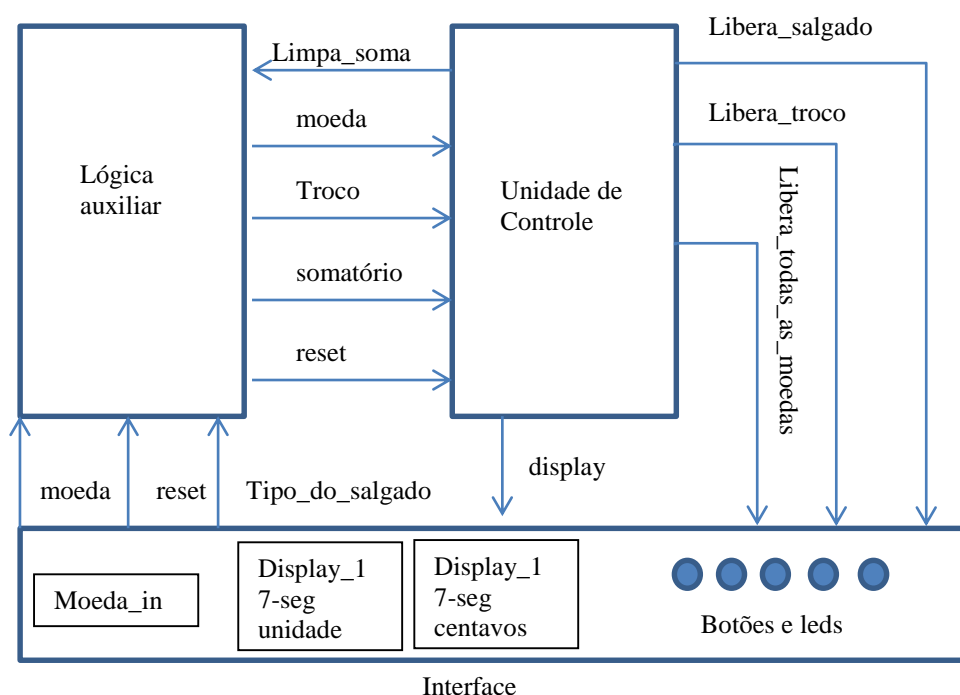 Libera_salgado
Limpa_soma
moeda
Libera_troco
Lógica
auxiliar
Unidade de
Controle
Troco
Libera_todas_as_moedas
somatório
reset
display
moeda
reset
Tipo_do_salgado
Moeda_in
Display_1
7-seg
unidade
Display_1
7-seg
centavos
Botões e leds
Interface